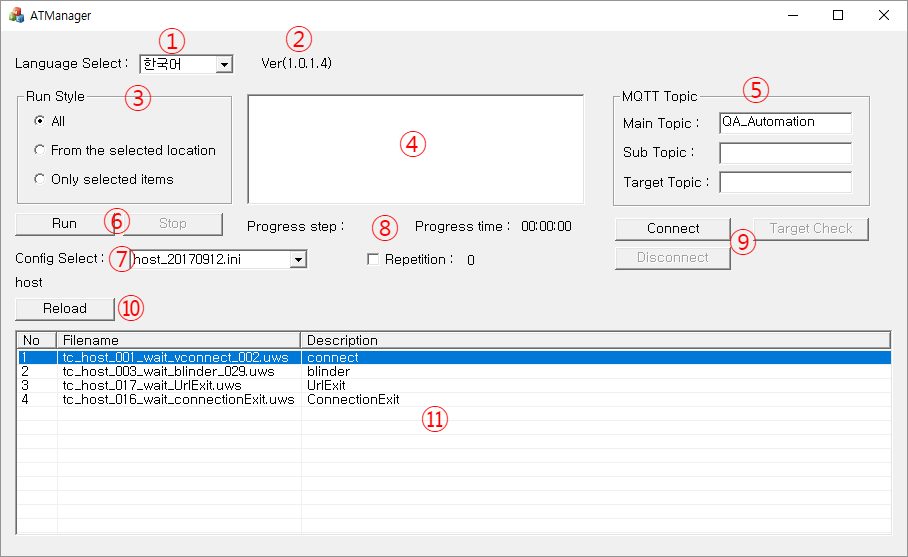 ATManager
① ②
Language Select : 한국어 Ver(1.0.1.4)
Run Style ③ MQTT Topic ⑤
All Main Topic : QA_Automation
④
From the selected location Sub Topic :
Only selected items Target Topic :
Run ⑥ Stop Progress step : ⑧ Progress time : 00:00:00 Connect Target Check
⑨
Config Select : ⑦ host_20170912.ini Repetition : 0 Disconnect
host
Reload ⑩
No Filename Description
1 tc_host_001_wait_vconnect_002.uws connect
2 tc_host_003_wait_blinder_029.uws blinder
3 tc_host_017_wait_UrlExit.uws UrlExit
4 tc_host_016_wait_connectionExit.uws ConnectionExit
⑪